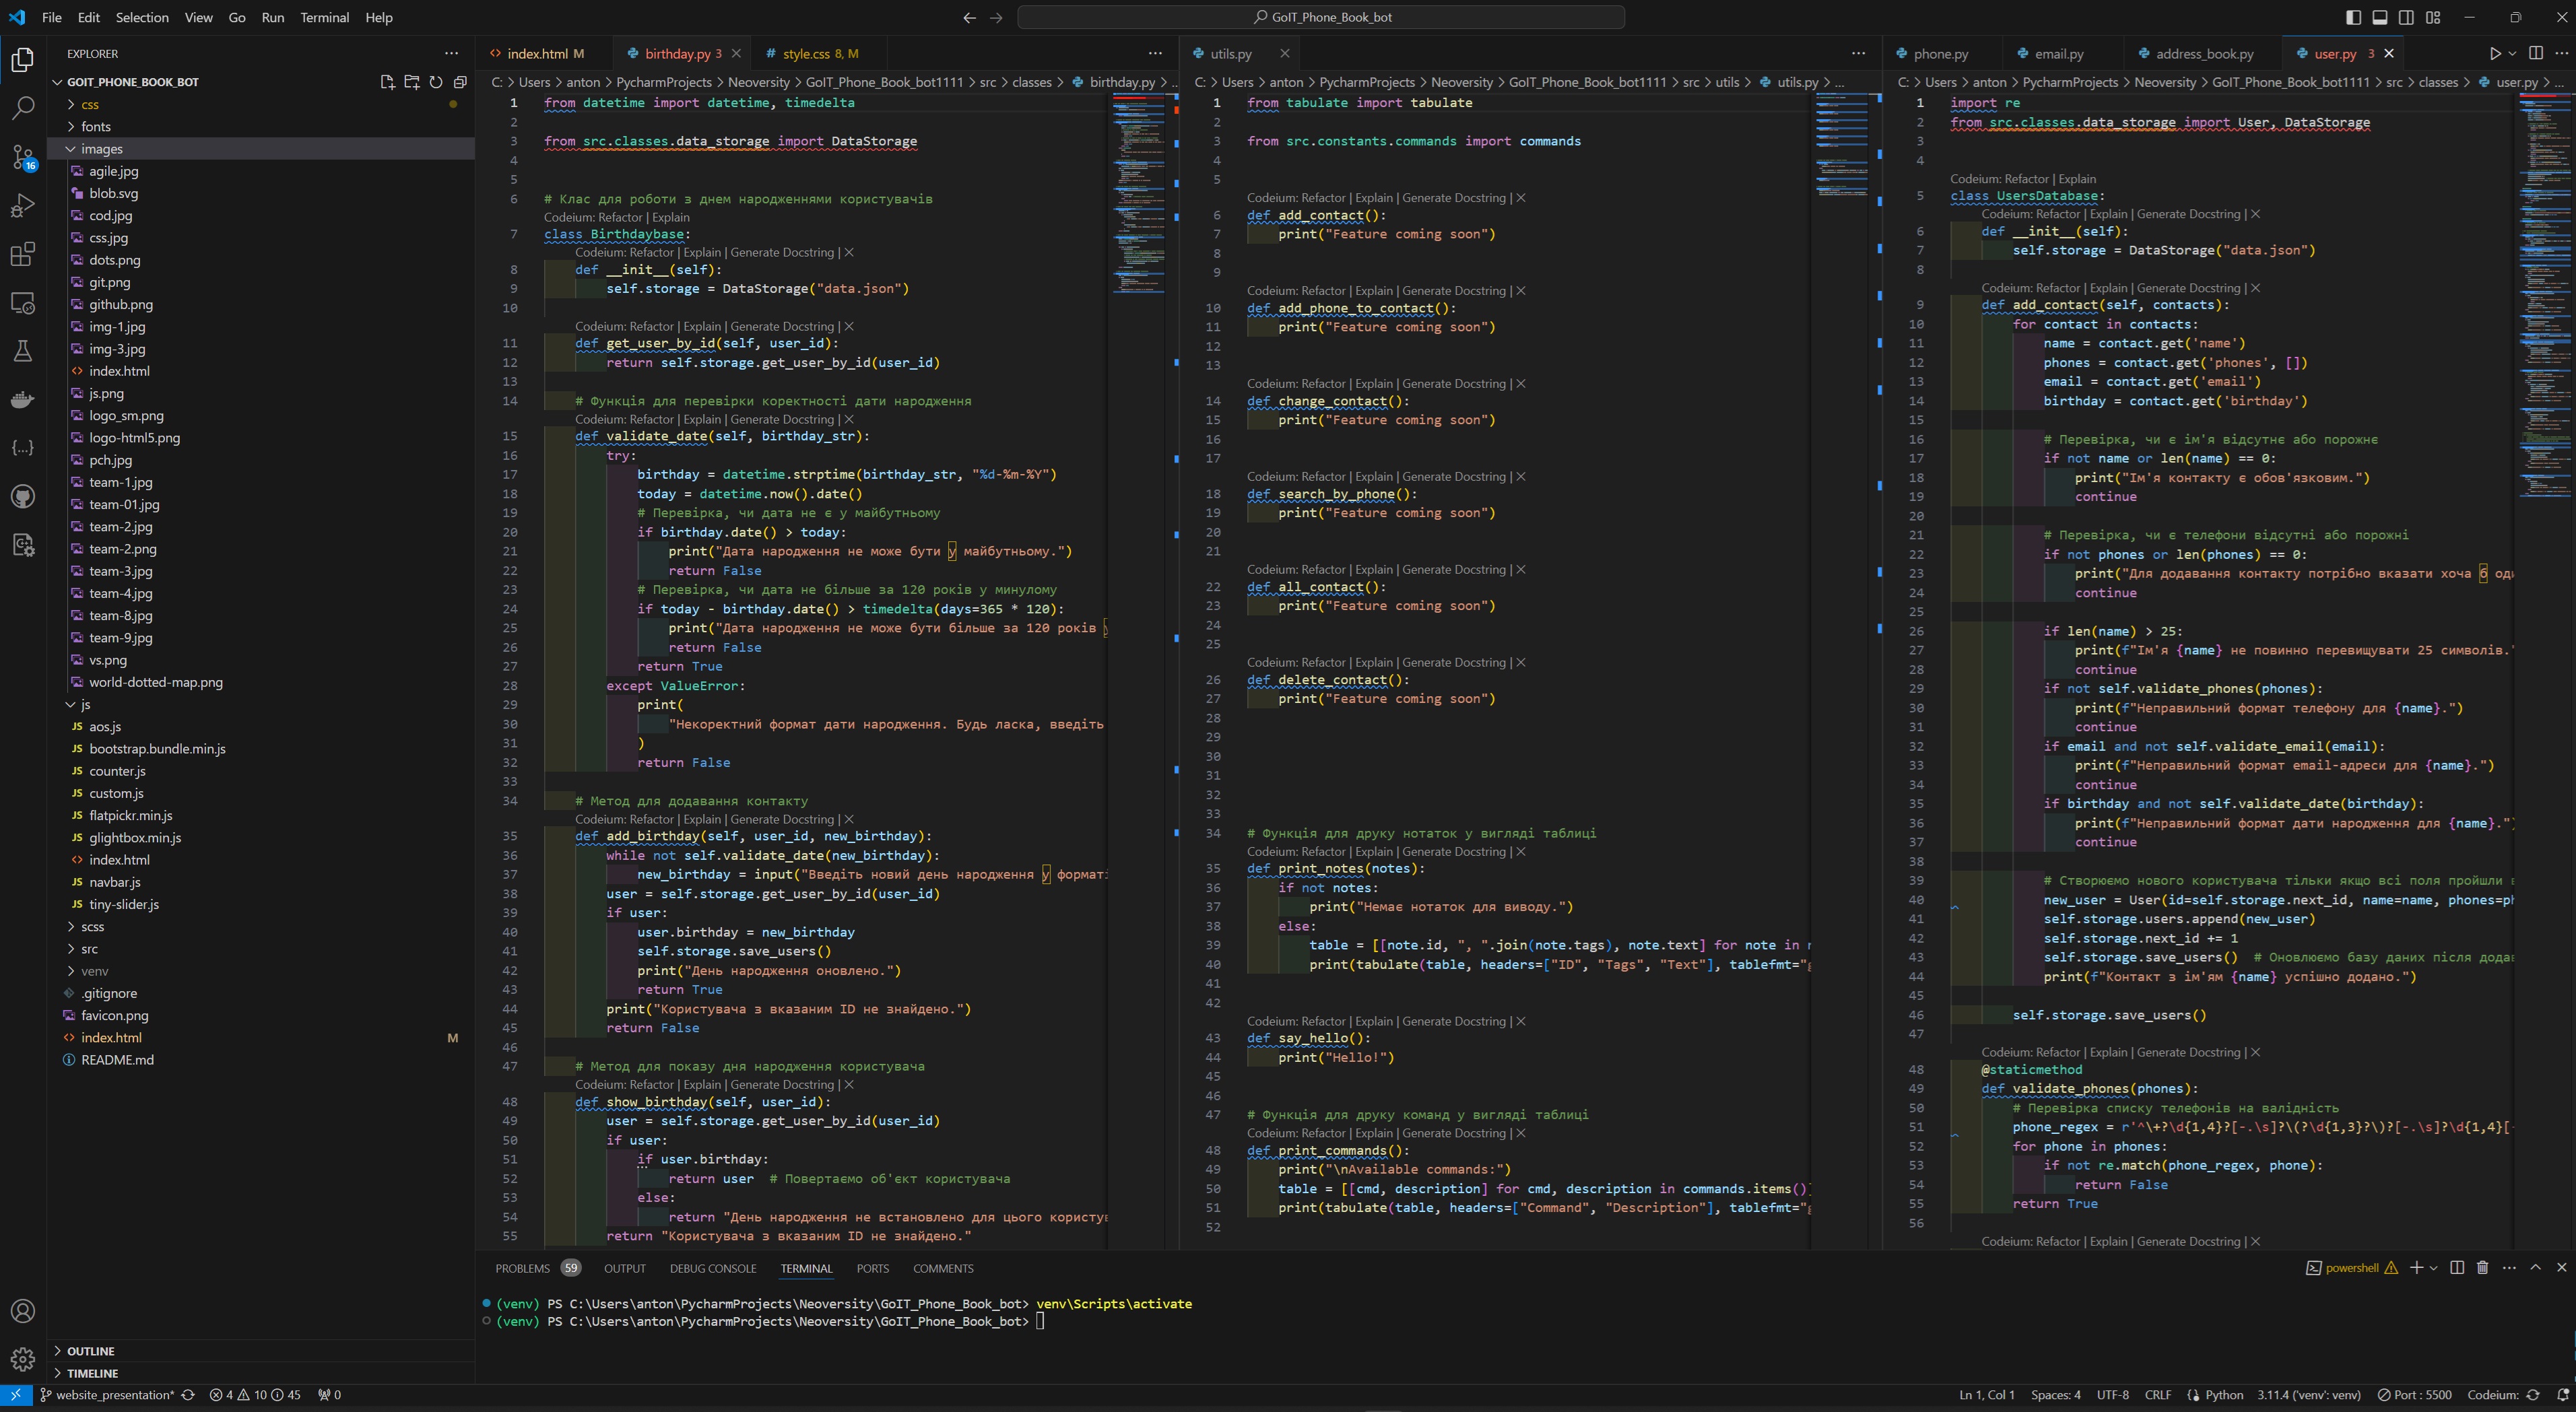 File Edit Selection View Go Run Terminal Help
GoIT_Phone_Book_bot
EXPLORER
GOIT_PHONE_BOOK_BOT
css
fonts
images
agile.jpg
blob.svg
cod.jpg
css.jpg
dots.png
git.png
github.png
img-1.jpg
img-3.jpg
index.html
js.png
logo_sm.png
logo-html5.png
pch.jpg
team-1.jpg
team-01.jpg
team-2.jpg
team-2.png
team-3.jpg
team-4.jpg
team-8.jpg
team-9.jpg
vs.png
world-dotted-map.png
js
aos.js
bootstrap.bundle.min.js
counter.js
custom.js
flatpickr.min.js
glightbox.min.js
index.html
navbar.js
tiny-slider.js
scss
src
venv
.gitignore
favicon.png
index.html M
README.md
OUTLINE
TIMELINE
16
index.html M birthday.py 3 style.css 8, M
C: > Users > anton > PycharmProjects > Neoversity > GoIT_Phone_Book_bot1111 > src > classes > birthday.py > ...
1 from datetime import datetime, timedelta
2
3 from src.classes.data_storage import DataStorage
4
5
6 # Клас для роботи з днем народженнями користувачів
Codeium: Refactor | Explain
7 class Birthdaybase:
Codeium: Refactor | Explain | Generate Docstring | X
8 def __init__(self):
9 self.storage = DataStorage("data.json")
10
Codeium: Refactor | Explain | Generate Docstring | X
11 def get_user_by_id(self, user_id):
12 return self.storage.get_user_by_id(user_id)
13
14 # Функція для перевірки коректності дати народження
Codeium: Refactor | Explain | Generate Docstring | X
15 def validate_date(self, birthday_str):
16 try:
17 birthday = datetime.strptime(birthday_str, "%d-%m-%Y")
18 today = datetime.now().date()
19 # Перевірка, чи дата не є у майбутньому
20 if birthday.date() > today:
21 print("Дата народження не може бути у майбутньому.")
22 return False
23 # Перевірка, чи дата не більше за 120 років у минулому
24 if today - birthday.date() > timedelta(days=365 * 120):
25 print("Дата народження не може бути більше за 120 років у
26 return False
27 return True
28 except ValueError:
29 print(
30 "Некоректний формат дати народження. Будь ласка, введіть
31 )
32 return False
33
34 # Метод для додавання контакту
Codeium: Refactor | Explain | Generate Docstring | X
35 def add_birthday(self, user_id, new_birthday):
36 while not self.validate_date(new_birthday):
37 new_birthday = input("Введіть новий день народження у форматі
38 user = self.storage.get_user_by_id(user_id)
39 if user:
40 user.birthday = new_birthday
41 self.storage.save_users()
42 print("День народження оновлено.")
43 return True
44 print("Користувача з вказаним ID не знайдено.")
45 return False
46
47 # Метод для показу дня народження користувача
Codeium: Refactor | Explain | Generate Docstring | X
48 def show_birthday(self, user_id):
49 user = self.storage.get_user_by_id(user_id)
50 if user:
51 if user.birthday:
52 return user # Повертаємо об'єкт користувача
53 else:
54 return "День народження не встановлено для цього
55 return "Користувача з вказаним ID не знайдено."
utils.py
C: > Users > anton > PycharmProjects > Neoversity > GoIT_Phone_Book_bot1111 > src > utils > utils.py > ...
1 from tabulate import tabulate
2
3 from src.constants.commands import commands
4
5
Codeium: Refactor | Explain | Generate Docstring | X
6 def add_contact():
7 print("Feature coming soon")
8
9
Codeium: Refactor | Explain | Generate Docstring | X
10 def add_phone_to_contact():
11 print("Feature coming soon")
12
13
Codeium: Refactor | Explain | Generate Docstring | X
14 def change_contact():
15 print("Feature coming soon")
16
17
Codeium: Refactor | Explain | Generate Docstring | X
18 def search_by_phone():
19 print("Feature coming soon")
20
21
Codeium: Refactor | Explain | Generate Docstring | X
22 def all_contact():
23 print("Feature coming soon")
24
25
Codeium: Refactor | Explain | Generate Docstring | X
26 def delete_contact():
27 print("Feature coming soon")
28
29
30
31
32
33
34 # Функція для друку нотаток у вигляді таблиці
Codeium: Refactor | Explain | Generate Docstring | X
35 def print_notes(notes):
36 if not notes:
37 print("Немає нотаток для виводу.")
38 else:
39 table = [[note.id, ", ".join(note.tags), note.text] for note in
40 print(tabulate(table, headers=["ID", "Tags", "Text"], tablefmt="
41
42
Codeium: Refactor | Explain | Generate Docstring | X
43 def say_hello():
44 print("Hello!")
45
46
47 # Функція для друку команд у вигляді таблиці
Codeium: Refactor | Explain | Generate Docstring | X
48 def print_commands():
49 print("\nAvailable commands:")
50 table = [[cmd, description] for cmd, description in commands.items()]
51 print(tabulate(table, headers=["Command", "Description"], tablefmt="
52
phone.py email.py address_book.py user.py 3
C: > Users > anton > PycharmProjects > Neoversity > GoIT_Phone_Book_bot1111 > src > classes > user.py > ...
1 import re
2 from src.classes.data_storage import User, DataStorage
3
4
Codeium: Refactor | Explain
5 class UsersDatabase:
Codeium: Refactor | Explain | Generate Docstring | X
6 def __init__(self):
7 self.storage = DataStorage("data.json")
8
Codeium: Refactor | Explain | Generate Docstring | X
9 def add_contact(self, contacts):
10 for contact in contacts:
11 name = contact.get('name')
12 phones = contact.get('phones', [])
13 email = contact.get('email')
14 birthday = contact.get('birthday')
15
16 # Перевірка, чи є ім'я відсутнє або порожнє
17 if not name or len(name) == 0:
18 print("Ім'я контакту є обов'язковим.")
19 continue
20
21 # Перевірка, чи є телефони відсутні або порожні
22 if not phones or len(phones) == 0:
23 print("Для додавання контакту потрібно вказати хоча б
24 continue
25
26 if len(name) > 25:
27 print(f"Ім'я {name} не повинно перевищувати 25 символів.
28 continue
29 if not self.validate_phones(phones):
30 print(f"Неправильний формат телефону для {name}.")
31 continue
32 if email and not self.validate_email(email):
33 print(f"Неправильний формат email-адреси для {name}.")
34 continue
35 if birthday and not self.validate_date(birthday):
36 print(f"Неправильний формат дати народження для {name}."
37 continue
38
39 # Створюємо нового користувача тільки якщо всі поля пройшли
40 new_user = User(id=self.storage.next_id, name=name,
41 self.storage.users.append(new_user)
42 self.storage.next_id += 1
43 self.storage.save_users() # Оновлюємо базу даних після
44 print(f"Контакт з ім'ям {name} успішно додано.")
45
46 self.storage.save_users()
47
Codeium: Refactor | Explain | Generate Docstring | X
48 @staticmethod
49 def validate_phones(phones):
50 # Перевірка списку телефонів на валідність
51 phone_regex = r'^\+?\d{1,4}?[-.\s]?\(?\d{1,3}?\)?[-.\s]?\d{1,4}[-
52 for phone in phones:
53 if not re.match(phone_regex, phone):
54 return False
55 return True
56
Codeium: Refactor | Explain | Generate Docstring | X
PROBLEMS 59 OUTPUT DEBUG CONSOLE TERMINAL PORTS COMMENTS
powershell
(venv) PS C:\Users\anton\PycharmProjects\Neoversity\GoIT_Phone_Book_bot> venv\Scripts\activate
(venv) PS C:\Users\anton\PycharmProjects\Neoversity\GoIT_Phone_Book_bot>
website_presentation* 4 10 45 0
Ln 1, Col 1 Spaces: 4 UTF-8 CRLF Python 3.11.4 ('venv': venv) Port : 5500 Codeium: